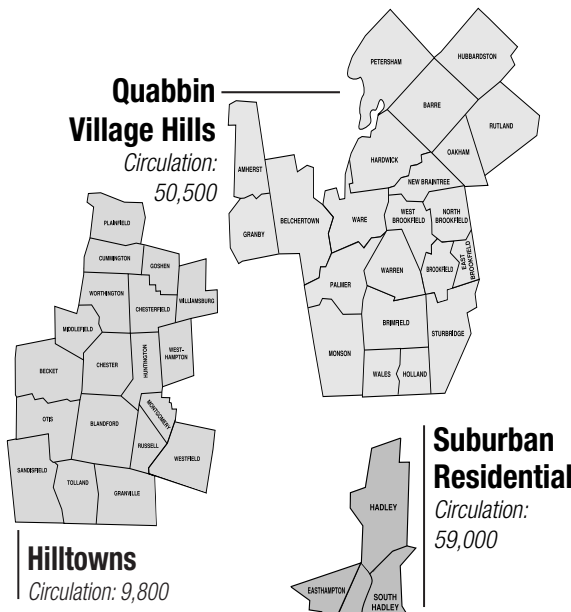 Quabbin
Village Hills
Circulation:
50,500
PETERSHAM
HUBBARDSTON
BARRE
RUTLAND
HARDWICK
OAKHAM
NEW BRAINTREE
AMHERST
GRANBY
BELCHERTOWN
WARE
WEST
BROOKFIELD
NORTH
BROOKFIELD
PALMER
WARREN
BROOKFIELD
EAST
BROOKFIELD
MONSON
BRIMFIELD
STURBRIDGE
WALES
HOLLAND
PLAINFIELD
CUMMINGTON
GOSHEN
WORTHINGTON
CHESTERFIELD
WILLIAMSBURG
MIDDLEFIELD
BECKET
CHESTER
HUNTINGTON
WEST-
HAMPTON
OTIS
BLANDFORD
MONTGOMERY
RUSSELL
WESTFIELD
SANDISFIELD
TOLLAND
GRANVILLE
Hilltowns
Circulation: 9,800
Suburban
Residential
Circulation:
59,000
HADLEY
EASTHAMPTON
SOUTH
HADLEY